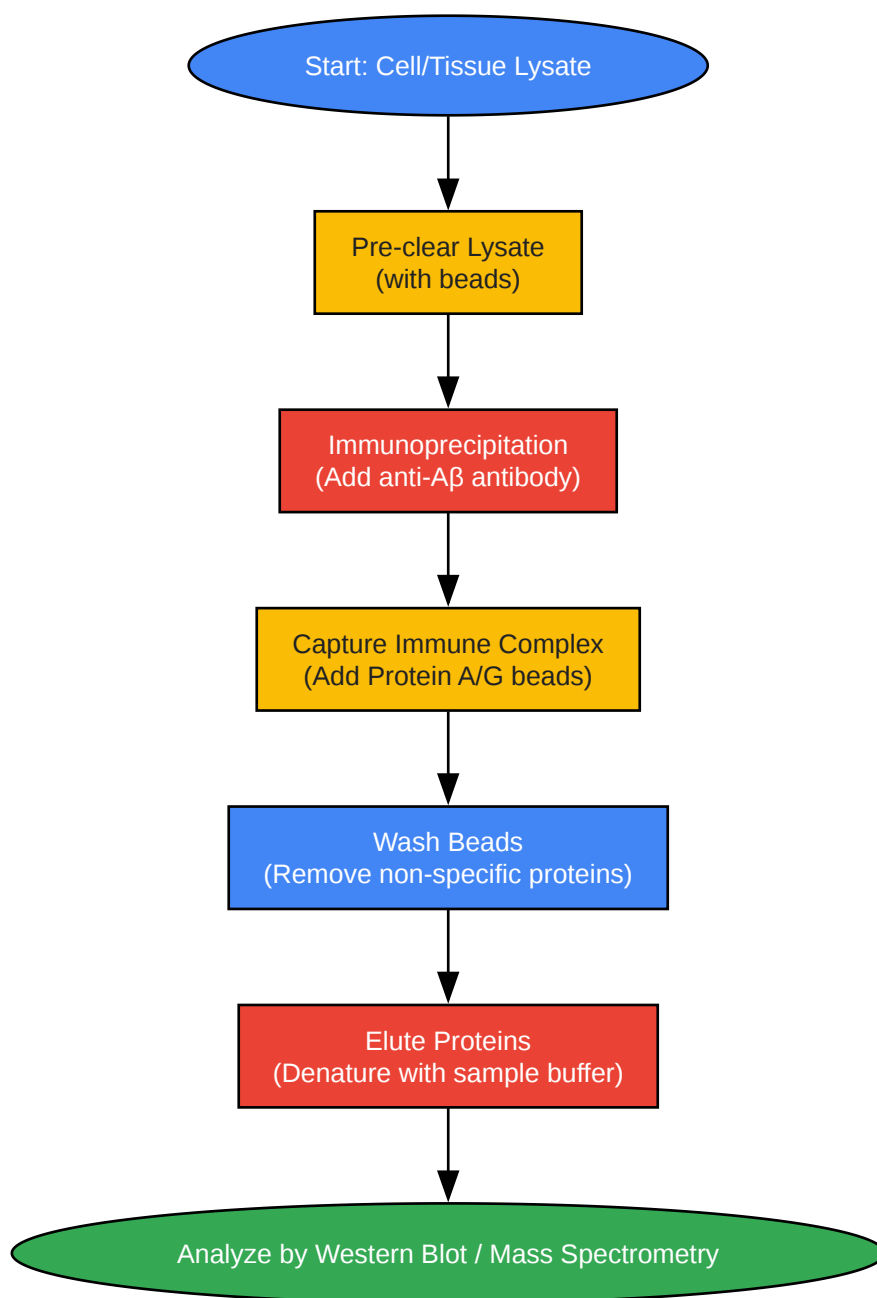 Start: Cell/Tissue Lysate
Pre-clear Lysate
(with beads)
Immunoprecipitation
(Add anti-Aβ antibody)
Capture Immune Complex
(Add Protein A/G beads)
Wash Beads
(Remove non-specific proteins)
Elute Proteins
(Denature with sample buffer)
Analyze by Western Blot / Mass Spectrometry